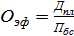 Оэф = Дпл / Пбс